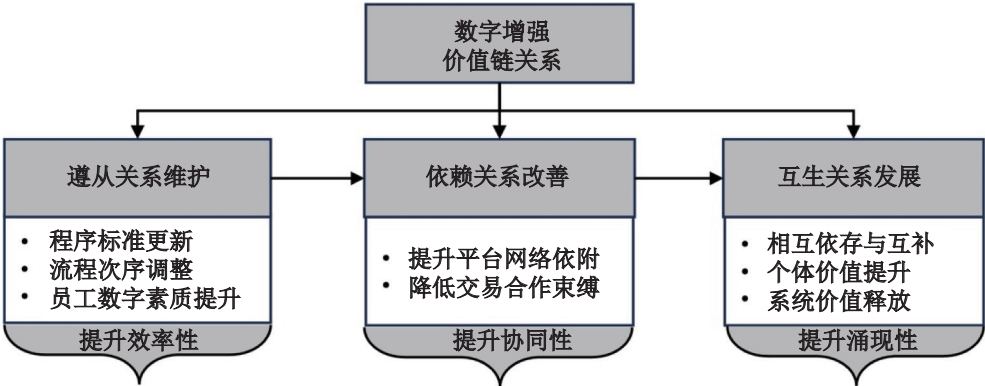 数字增强
价值链关系
遵从关系维护
• 程序标准更新
• 流程次序调整
• 员工数字素质提升
提升效率性
依赖关系改善
• 提升平台网络依附
• 降低交易合作束缚
提升协同性
互生关系发展
• 相互依存与互补
• 个体价值提升
• 系统价值释放
提升涌现性